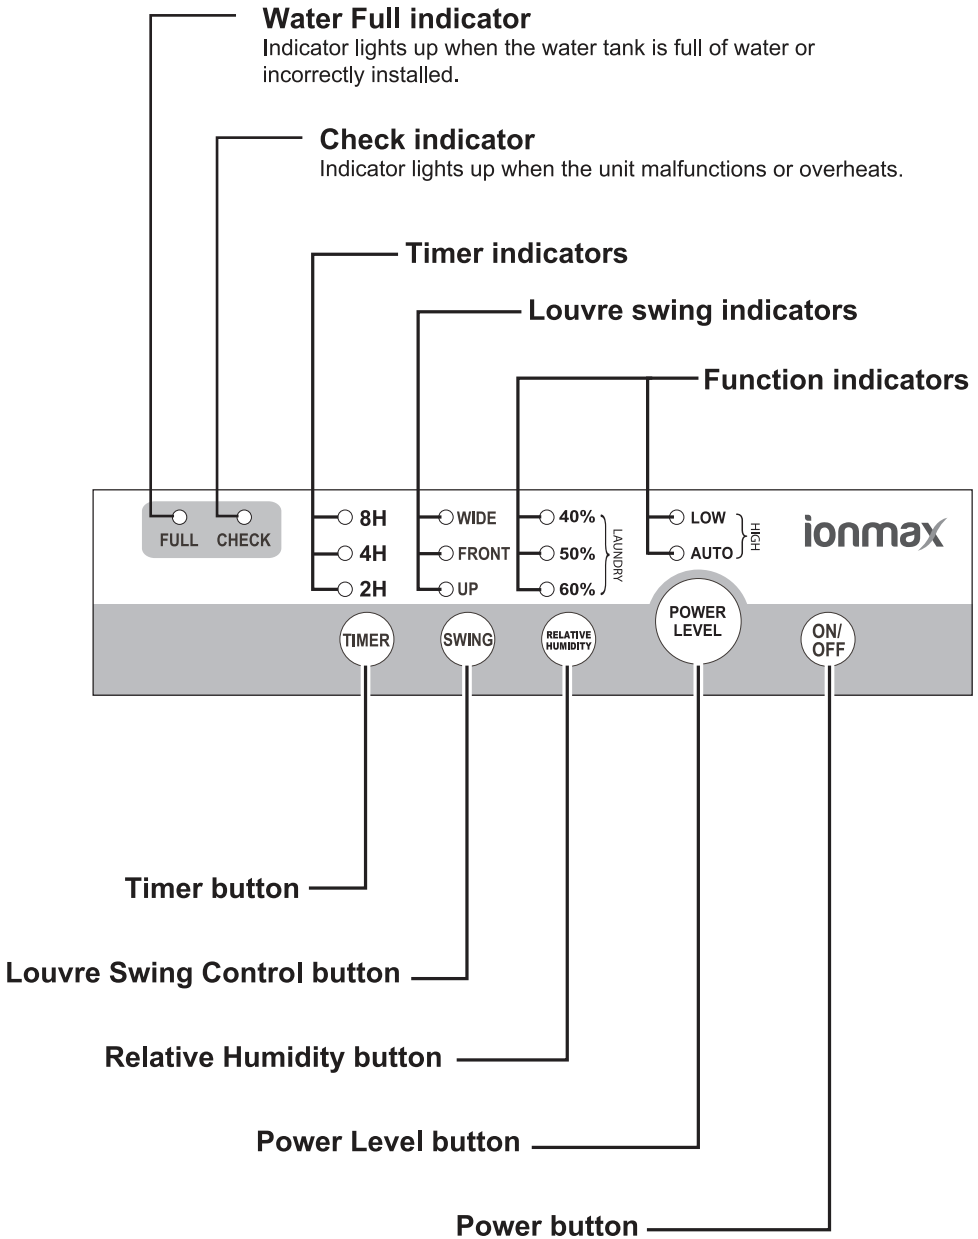 Water Full indicator
Indicator lights up when the water tank is full of water or
incorrectly installed.
Check indicator
Indicator lights up when the unit malfunctions or overheats.
Timer indicators
Louvre swing indicators
Function indicators
FULL
CHECK
8H
4H
2H
WIDE
FRONT
UP
40%
50%
60%
LAUNDRY
LOW
AUTO
HIGH
ionmax
TIMER
SWING
RELATIVE
HUMIDITY
POWER
LEVEL
ON/
OFF
Timer button
Louvre Swing Control button
Relative Humidity button
Power Level button
Power button